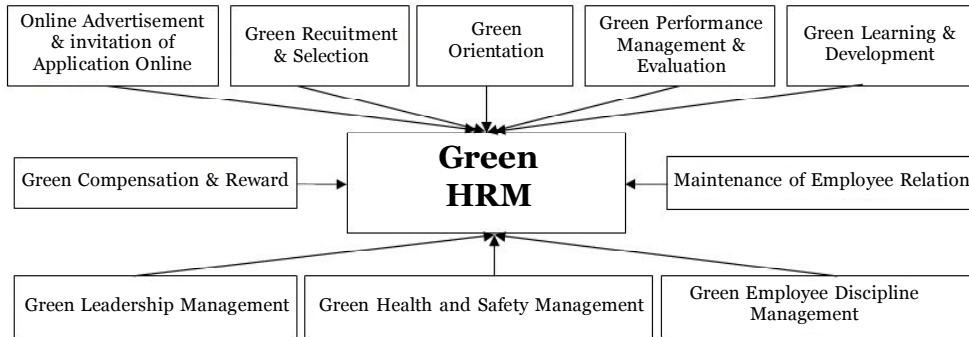 Online Advertisement
& invitation of
Application Online
Green Recuitment
& Selection
Green
Orientation
Green Performance
Management &
Evaluation
Green Learning &
Development
Green
HRM
Green Compensation & Reward
Maintenance of Employee Relation
Green Leadership Management
Green Health and Safety Management
Green Employee Discipline
Management